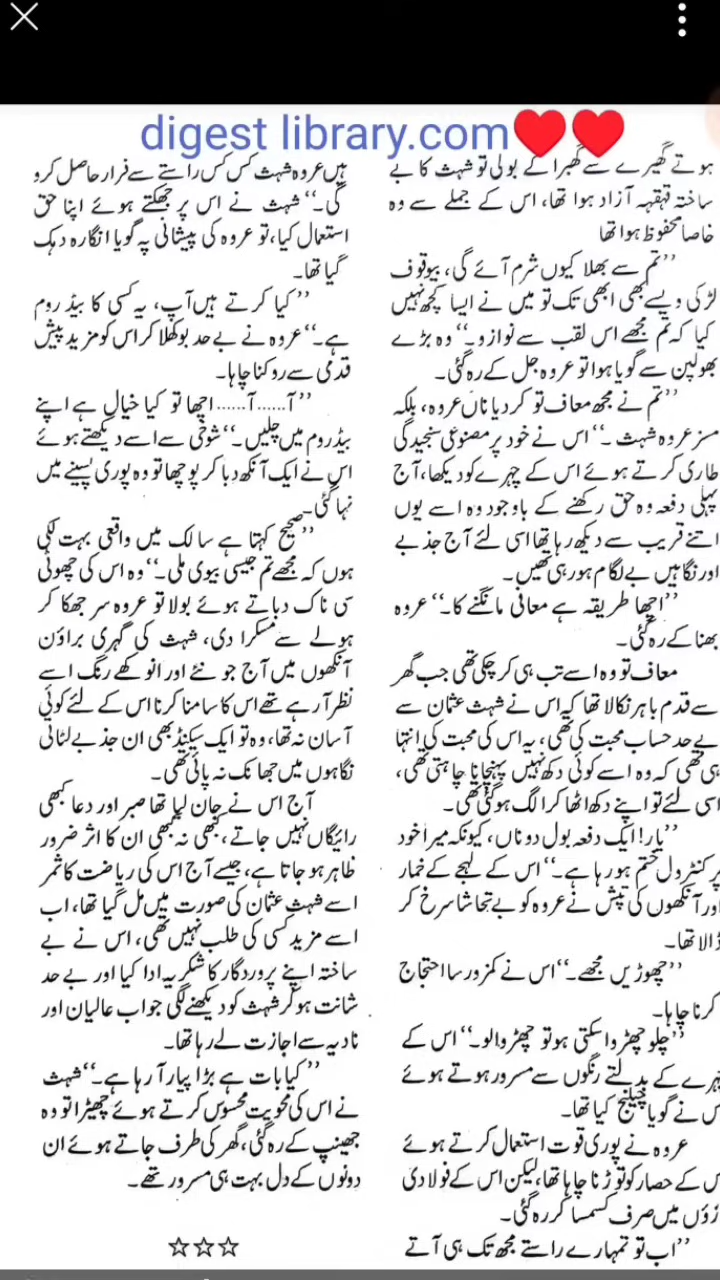 digest library.com
ہوتے گھیرے سے گھبرا کے بولی تو شہث کا بے
ساختہ قہقہہ آزاد ہوا تھا، اس کے جملے سے وہ
خاصا محفوظ ہوا تھا
’’تم سے بھلا کیوں شرم آئے گی، بیوقوف
لڑکی ویسے بھی ابھی تک تو میں نے ایسا کچھ نہیں
کیا کہ تم مجھے اس لقب سے نوازو۔‘‘ وہ بڑے
بھولپن سے گویا ہوا تو عروہ جل کے رہ گئی۔
’’تم نے مجھے معاف تو کر دیا ناں عروہ، بلکہ
مسز عروہ شہث۔‘‘ اس نے خود پر مصنوعی سنجیدگی
طاری کرتے ہوئے اس کے چہرے کو دیکھا، آج
پہلی دفعہ وہ حق رکھنے کے باوجود وہ اسے یوں
اتنے قریب سے دیکھ رہا تھا اسی لئے آج جذبے
اور نگاہیں بے لگام ہو رہی تھیں۔
’’اچھا طریقہ ہے معافی مانگنے کا۔‘‘ عروہ
بھنا کے رہ گئی۔
معاف تو وہ اسے تب ہی کر چکی تھی جب گھر
سے قدم باہر نکالا تھا کہ اس نے شہث عثمان سے
بے حد حساب محبت کی تھی، یہ اس کی محبت کی انتہا
ہی تھی کہ وہ اسے کوئی دکھ نہیں پہنچانا چاہتی تھی،
اسی لئے تو اپنے دکھ اٹھا کر الگ ہو گئی تھی۔
’’یار! ایک دفعہ بول دو ناں، کیونکہ میرا خود
پر کنٹرول ختم ہو رہا ہے۔‘‘ اس کے لہجے کے خمار
اور آنکھوں کی تپش نے عروہ کو بے تحاشا سرخ کر
ڈالا تھا۔
’’چھوڑیں مجھے۔‘‘ اس نے کمزور سا احتجاج
کرنا چاہا۔
’’چلو چھڑوا سکتی ہو تو چھڑوا لو۔‘‘ اس کے
چہرے کے بدلتے رنگوں سے مسرور ہوتے ہوئے
س نے گویا چیلنج کیا تھا۔
عروہ نے پوری قوت استعمال کرتے ہوئے
س کے حصار کو توڑنا چاہا تھا، لیکن اس کے فولادی
زؤں میں صرف کسمسا کر رہ گئی۔
’’اب تو تمہارے راستے مجھ تک ہی آتے
ہیں عروہ شہث کس کس راستے سے فرار حاصل کرو
گی۔‘‘ شہث نے اس پر جھکتے ہوئے اپنا حق
استعمال کیا، تو عروہ کی پیشانی پہ گویا انگارہ دہک
گیا تھا۔
’’کیا کرتے ہیں آپ، یہ کسی کا بیڈ روم
ہے۔‘‘ عروہ نے بے حد بوکھلا کر اس کو مزید پیش
قدمی سے روکنا چاہا۔
’’آ......آ...... اچھا تو کیا خیال ہے اپنے
بیڈ روم میں چلیں۔‘‘ شوخی سے اسے دیکھتے ہوئے
اس نے ایک آنکھ دبا کر پوچھا تو وہ پوری پسینے میں
نہا گئی۔
’’صحیح کہتا ہے سالک میں واقعی بہت لکی
ہوں کہ مجھے تم جیسی بیوی ملی۔‘‘ وہ اس کی چھوٹی
سی ناک دباتے ہوئے بولا تو عروہ سر جھکا کر
ہولے سے مسکرا دی، شہث کی گہری براؤن
آنکھوں میں آج جو نئے اور انوکھے رنگ اسے
نظر آ رہے تھے اس کا سامنا کرنا اس کے لئے کوئی
آسان نہ تھا، وہ تو ایک سیکنڈ بھی ان جذبے لٹاتی
نگاہوں میں جھانک نہ پائی تھی۔
آج اس نے جان لیا تھا صبر اور دعا کبھی
رائیگاں نہیں جاتے، کبھی نہ کبھی ان کا اثر ضرور
ظاہر ہو جاتا ہے، جیسے آج اس کی ریاضت کا ثمر
اسے شہث عثمان کی صورت میں مل گیا تھا، اب
اسے مزید کسی کی طلب نہیں تھی، اس نے بے
ساختہ اپنے پروردگار کا شکریہ ادا کیا اور بے حد
شانت ہو کر شہث کو دیکھنے لگی جو اب عالیان اور
نادیہ سے اجازت لے رہا تھا۔
’’کیا بات ہے بڑا پیار آ رہا ہے۔‘‘ شہث
نے اس کی محویت محسوس کرتے ہوئے چھیڑا تو وہ
جھینپ کے رہ گئی، گھر کی طرف جاتے ہوئے ان
دونوں کے دل بہت ہی مسرور تھے۔
☆☆☆